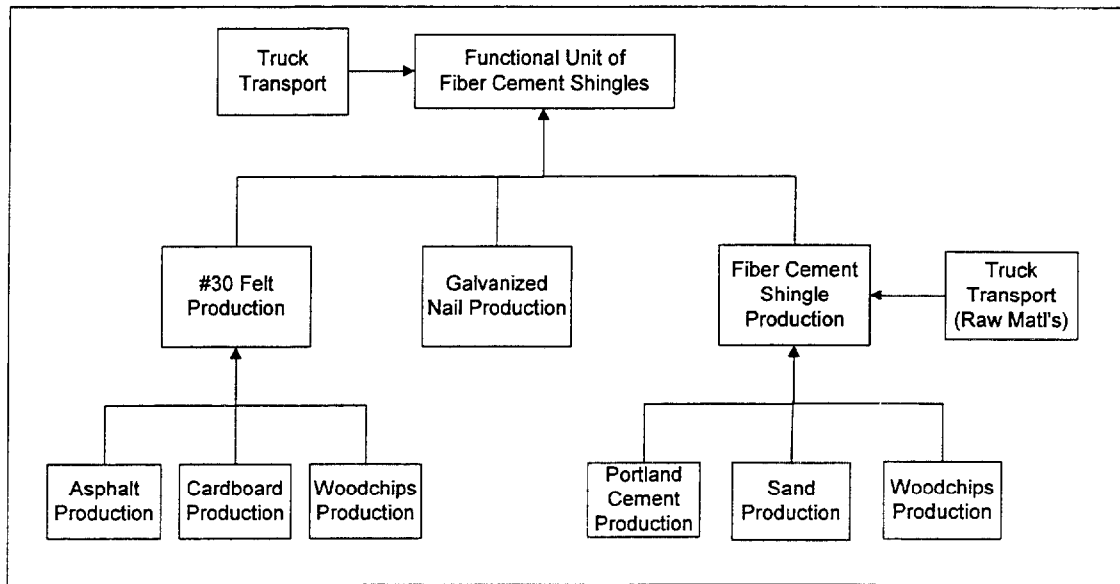 Truck
Transport
Functional Unit of
Fiber Cement Shingles
#30 Felt
Production
Galvanized
Nail Production
Fiber Cement
Shingle
Production
Truck
Transport
(Raw Matl's)
Asphalt
Production
Cardboard
Production
Woodchips
Production
Portland
Cement
Production
Sand
Production
Woodchips
Production